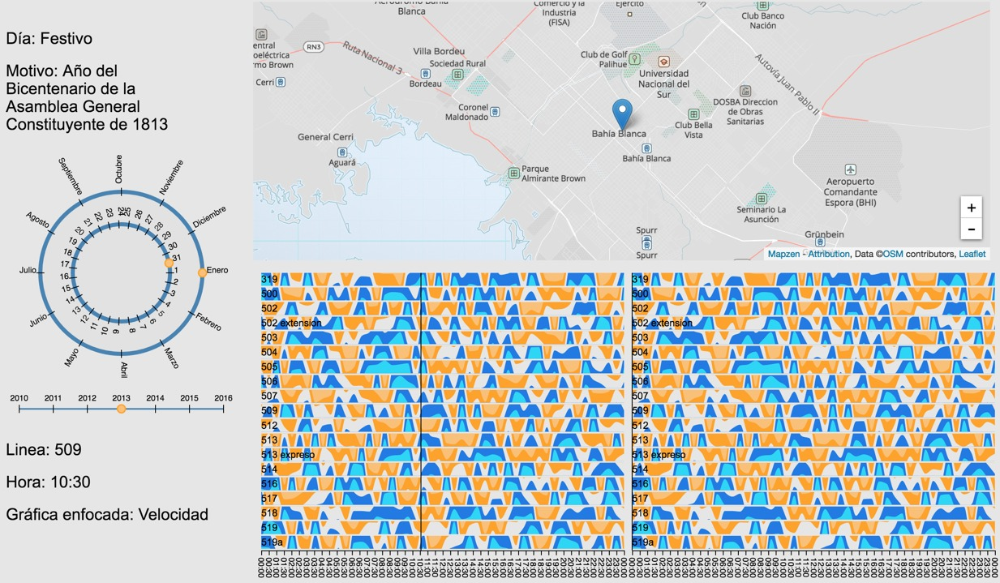 Día: Festivo
Motivo: Año del
Bicentenario de la
Asamblea General
Constituyente de 1813
Enero
Febrero
Marzo
Abril
Mayo
Junio
Julio
Agosto
Septiembre
Octubre
Noviembre
Diciembre
1
2
3
4
5
6
7
8
9
10
11
12
13
14
15
16
17
18
19
20
21
22
23
24
25
26
27
28
29
30
31
2010 2011 2012 2013 2014 2015 2016
Linea: 509
Hora: 10:30
Gráfica enfocada: Velocidad
Blanca
Comercio y la
Industria
(FISA)
Ejército
Club Banco
Nación
entral
oeléctrica
mo Brown
RN3
Ruta Nacional 3
Villa Bordeu
Sociedad Rural
Bordeau
Cerri
Club de Golf
Palihue
Universidad
Nacional del
Sur
Autovía Juan Pablo II
DOSBA Direccion
de Obras
Sanitarias
Coronel
Maldonado
Club Bella
Vista
Bahía Blanca
Bahía Blanca
General Cerri
Aguará
Parque
Almirante Brown
Aeropuerto
Comandante
Espora (BHI)
Seminario La
Asunción
Spurr
Spurr
Grünbein
+
-
Mapzen - Attribution, Data ©OSM contributors, Leaflet
319
500
502
502 extension
503
504
505
506
507
509
512
513
513 expreso
514
516
517
518
519
519a
00:00 00:30 01:00 01:30 02:00 02:30 03:00 03:30 04:00 04:30 05:00 05:30 06:00 06:30 07:00 07:30 08:00 08:30 09:00 09:30 10:00 10:30 11:00 11:30 12:00 12:30 13:00 13:30 14:00 14:30 15:00 15:30 16:00 16:30 17:00 17:30 18:00 18:30 19:00 19:30 20:00 20:30 21:00 21:30 22:00 22:30 23:00 23:30 00:00
319
500
502
502 extension
503
504
505
506
507
509
512
513
513 expreso
514
516
517
518
519
519a
00:00 00:30 01:00 01:30 02:00 02:30 03:00 03:30 04:00 04:30 05:00 05:30 06:00 06:30 07:00 07:30 08:00 08:30 09:00 09:30 10:00 10:30 11:00 11:30 12:00 12:30 13:00 13:30 14:00 14:30 15:00 15:30 16:00 16:30 17:00 17:30 18:00 18:30 19:00 19:30 20:00 20:30 21:00 21:30 22:00 22:30 23:00 23:30 00:00